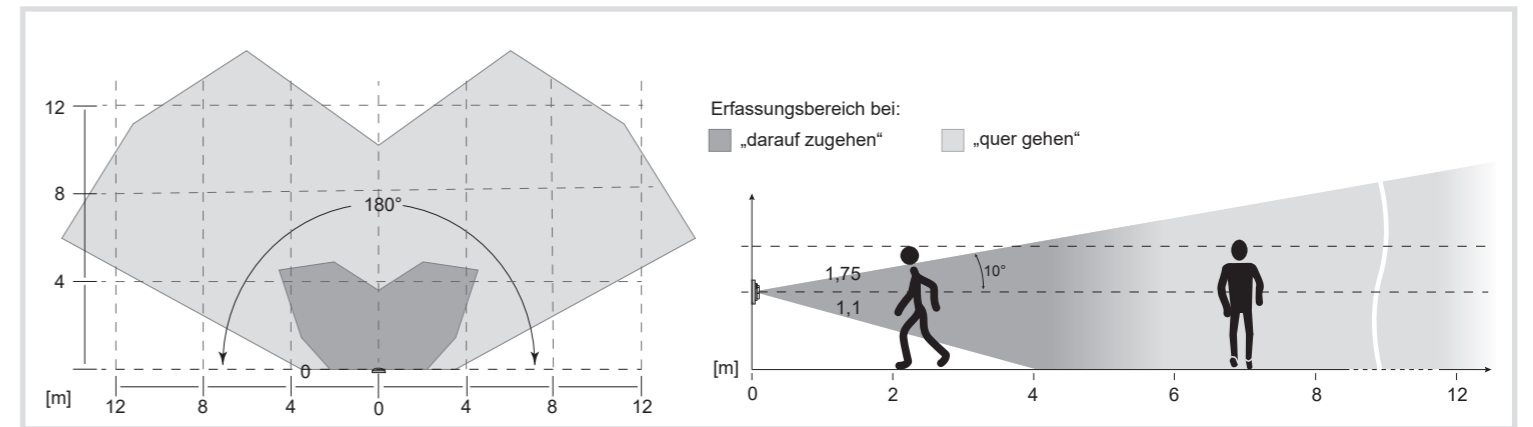 12
8
4
180°
0
[m]
12 8 4 0 4 8 12
Erfassungsbereich bei:
„darauf zugehen“
„quer gehen“
1,75
10°
1,1
[m]
0 2 4 6 8 12